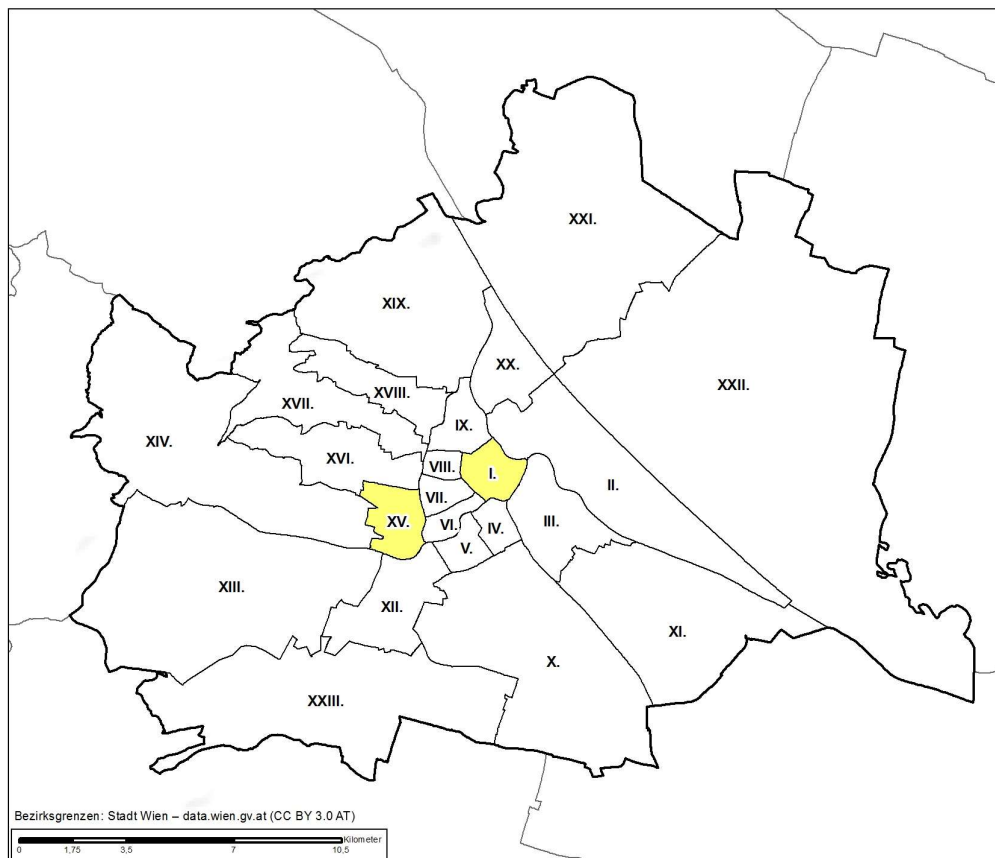 XXI.
XIX.
XX.
XXII.
XVIII.
XVII.
IX.
XIV.
XVI.
VIII.
I.
II.
VII.
XV.
VI.
IV.
III.
V.
XIII.
XII.
XI.
X.
XXIII.
Bezirksgrenzen: Stadt Wien – data.wien.gv.at (CC BY 3.0 AT)
Kilometer
0 1,75 3,5 7 10,5